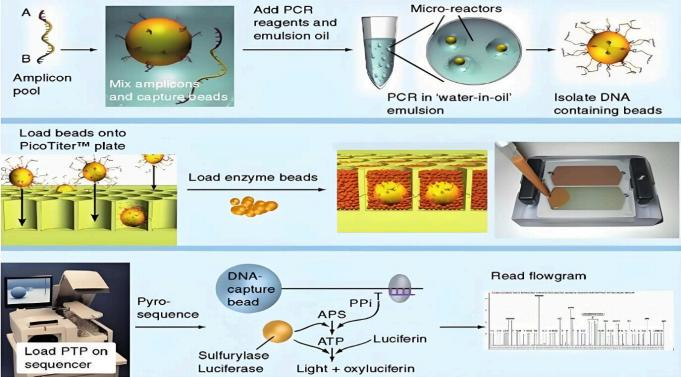 A
B
Amplicon
pool
Mix amplicons
and capture beads
Add PCR
reagents and
emulsion oil
Micro-reactors
PCR in 'water-in-oil'
emulsion
Isolate DNA
containing beads
Load beads onto
PicoTiter™ plate
Load enzyme beads
Load PTP on
sequencer
Pyro-
sequence
DNA-
capture
bead
PPi
APS
ATP
Luciferin
Sulfurylase
Luciferase
Light + oxyluciferin
Read flowgram